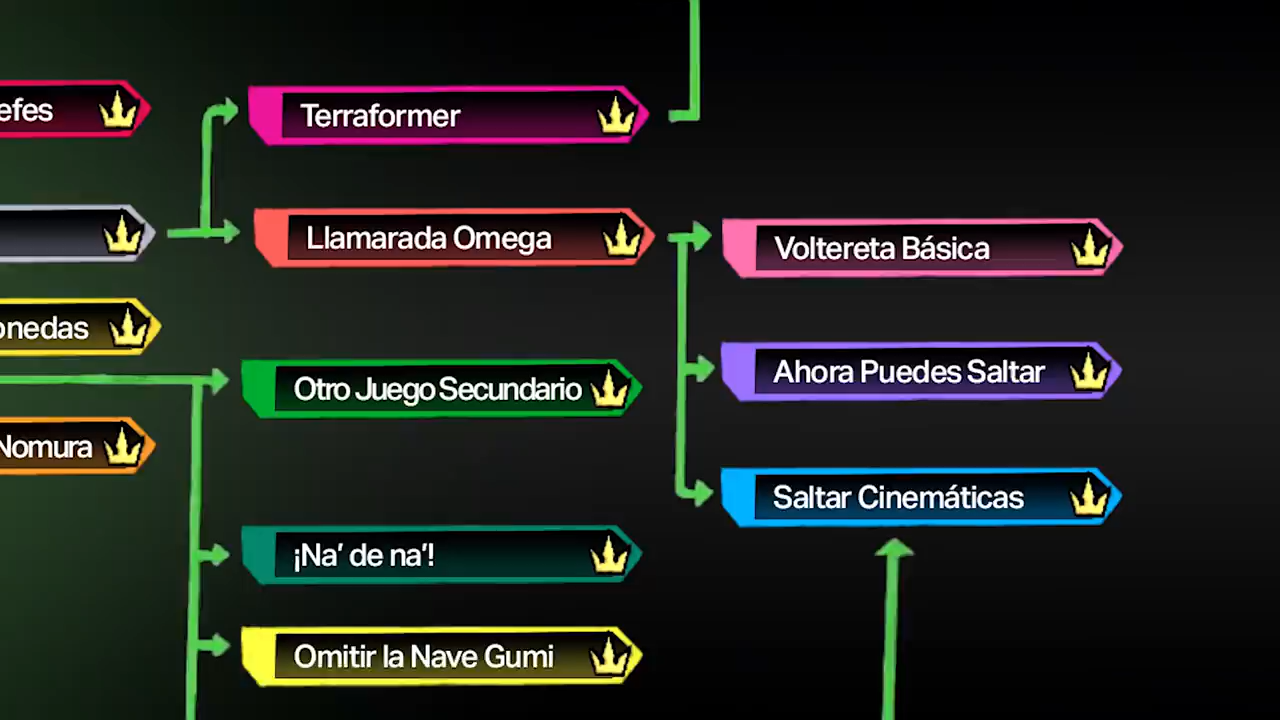 efes
Terraformer
Llamarada Omega
Voltereta Básica
onedas
Ahora Puedes Saltar
Otro Juego Secundario
Nomura
Saltar Cinemáticas
¡Na’ de na’!
Omitir la Nave Gumi